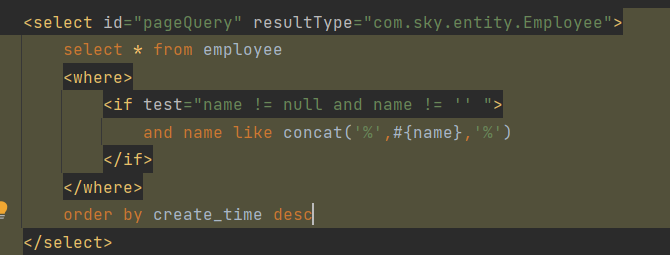 <select id="pageQuery" resultType="com.sky.entity.Employee">
select * from employee
<where>
<if test="name != null and name != '' ">
and name like concat('%',#{name},'%')
</if>
</where>
order by create_time desc
</select>